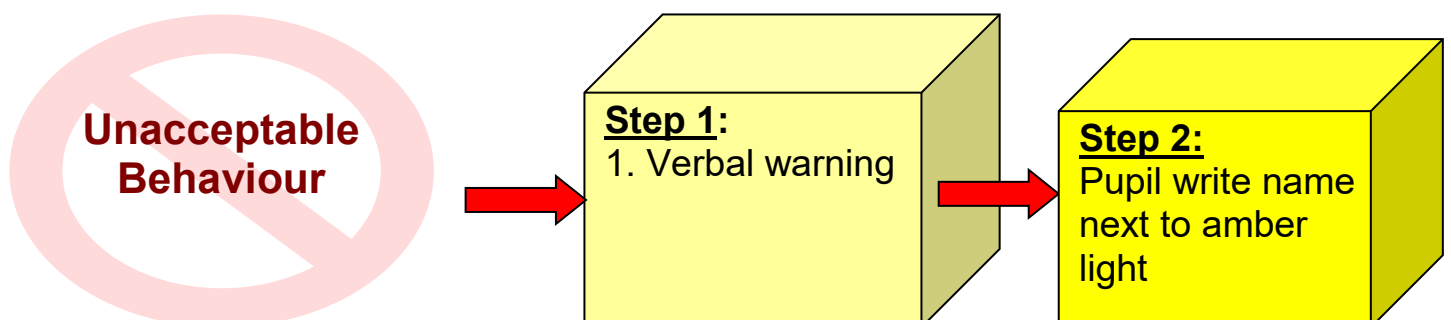 Unacceptable
Behaviour
Step 1:
1. Verbal warning
Step 2:
Pupil write name
next to amber
light